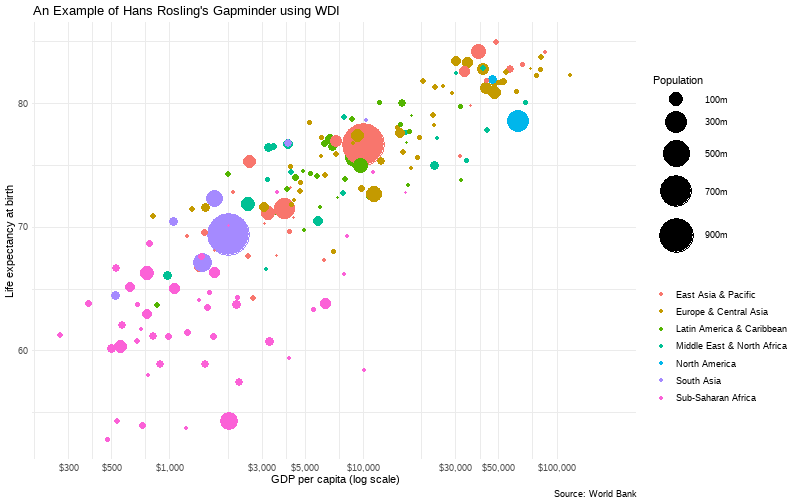 An Example of Hans Rosling's Gapminder using WDI
Life expectancy at birth
80
70
60
$300
$500
$1,000
$3,000
$5,000
$10,000
$30,000
$50,000
$100,000
GDP per capita (log scale)
Population
100m
300m
500m
700m
900m
East Asia & Pacific
Europe & Central Asia
Latin America & Caribbean
Middle East & North Africa
North America
South Asia
Sub-Saharan Africa
Source: World Bank